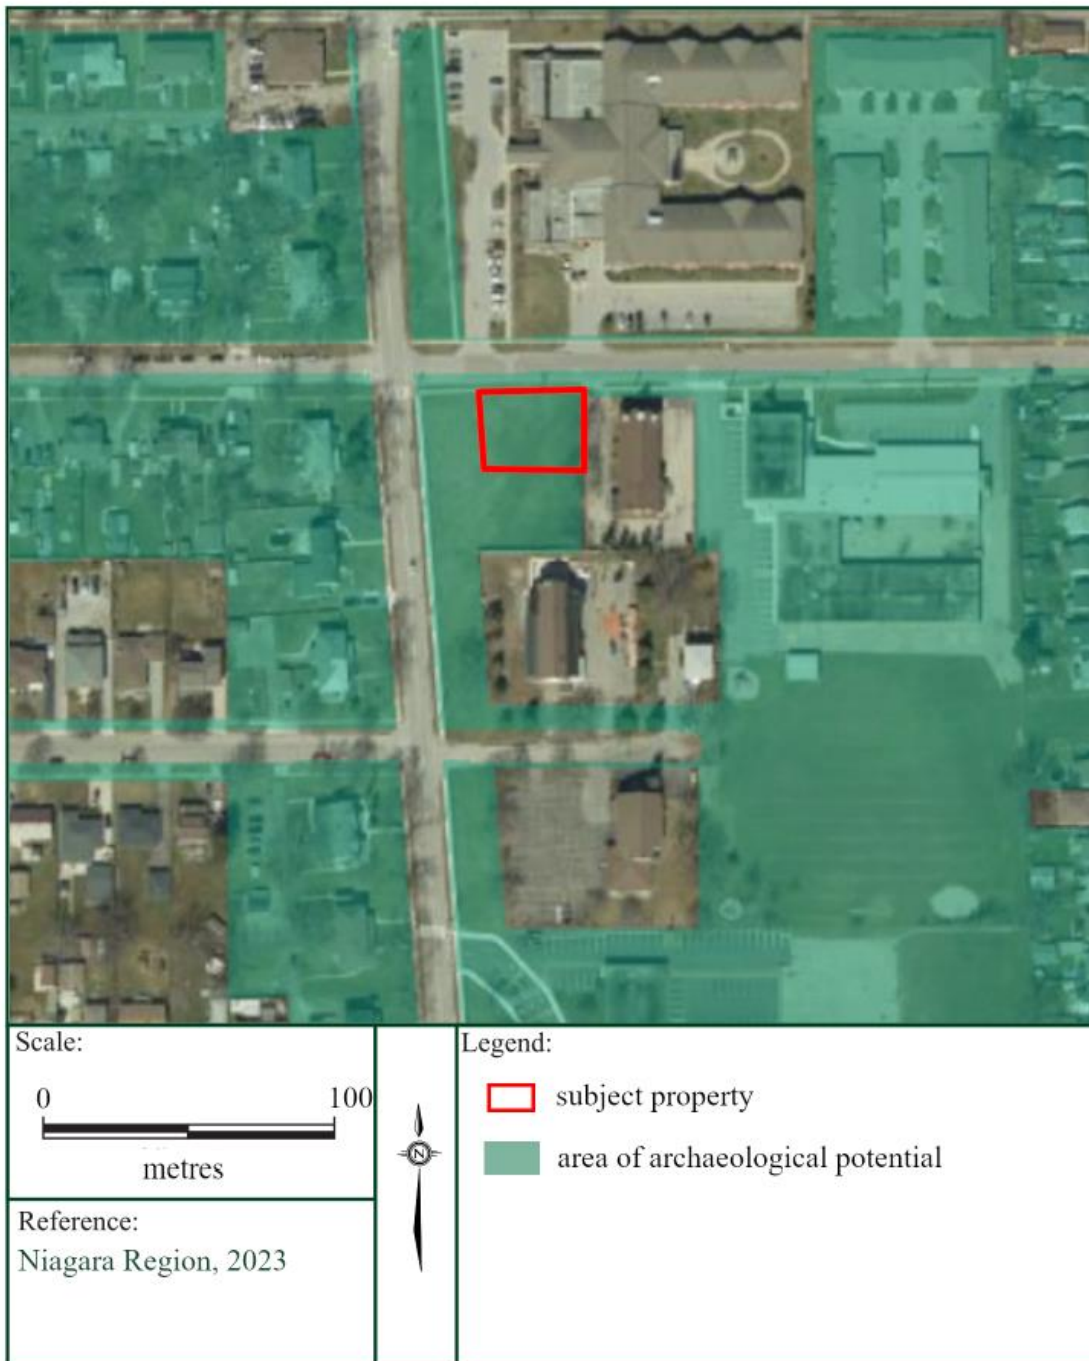 Scale:
0 100
metres
Reference:
Niagara Region, 2023
N
Legend:
subject property
area of archaeological potential